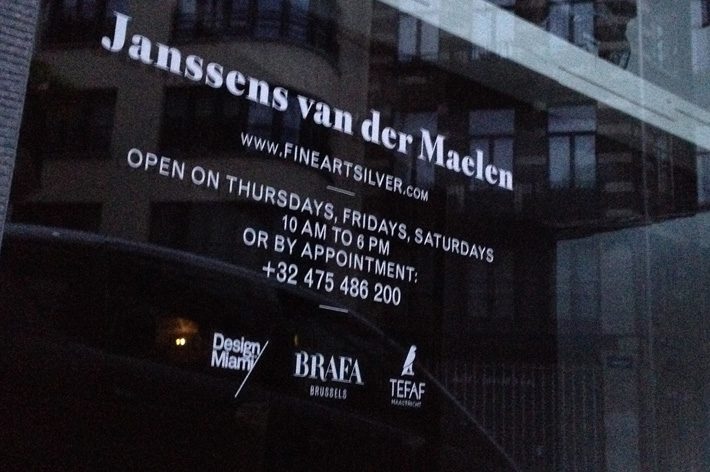 Janssens van der Maelen
www.FINEARTSILVER.COM
OPEN ON THURSDAYS, FRIDAYS, SATURDAYS
10 AM TO 6 PM
OR BY APPOINTMENT:
+32 475 486 200
Design
Miami/
BRAFA
BRUSSELS
TEFAF
MAASTRICHT